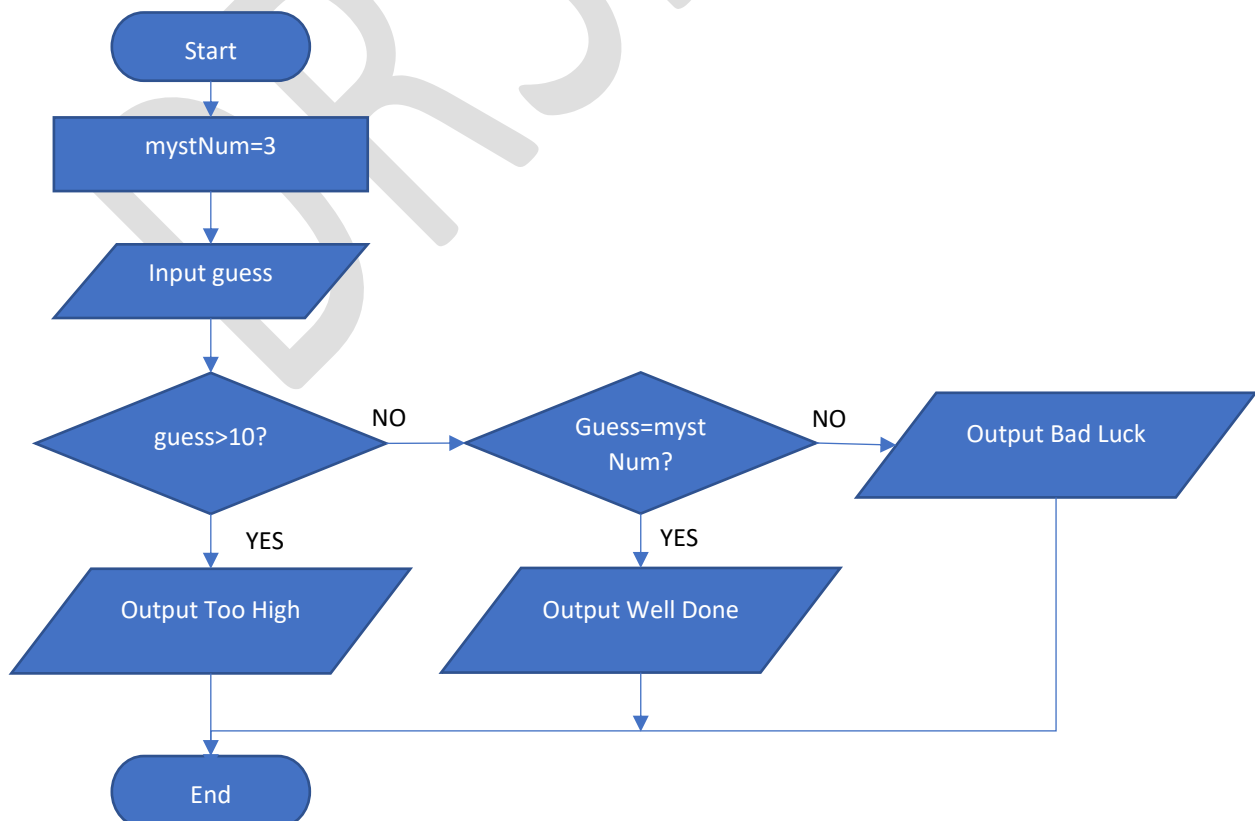 Start
mystNum=3
Input guess
guess>10?
NO
Guess=myst
Num?
NO
Output Bad Luck
YES
YES
Output Too High
Output Well Done
End